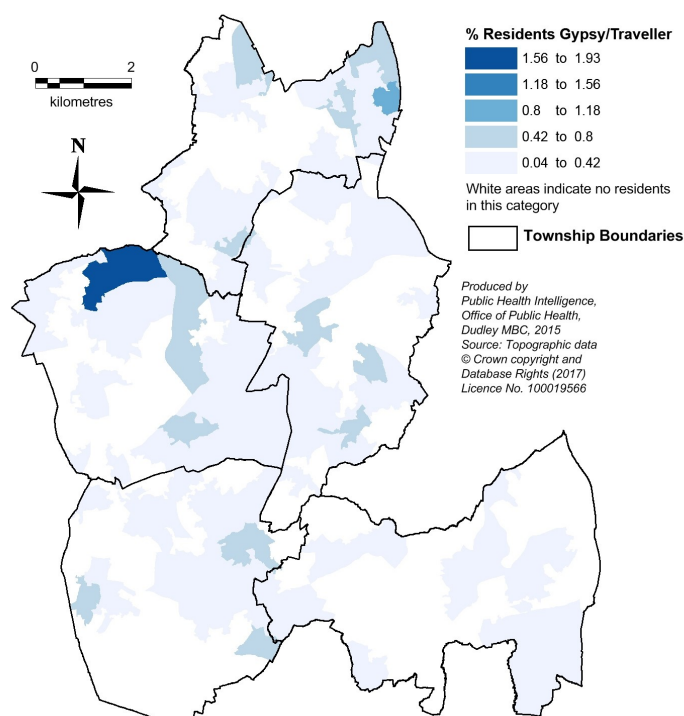 % Residents Gypsy/Traveller
1.56 to 1.93
1.18 to 1.56
0.8 to 1.18
0.42 to 0.8
0.04 to 0.42
White areas indicate no residents
in this category
Township Boundaries
0 2
kilometres
N
Produced by
Public Health Intelligence,
Office of Public Health,
Dudley MBC, 2015
Source: Topographic data
© Crown copyright and
Database Rights (2017)
Licence No. 100019566